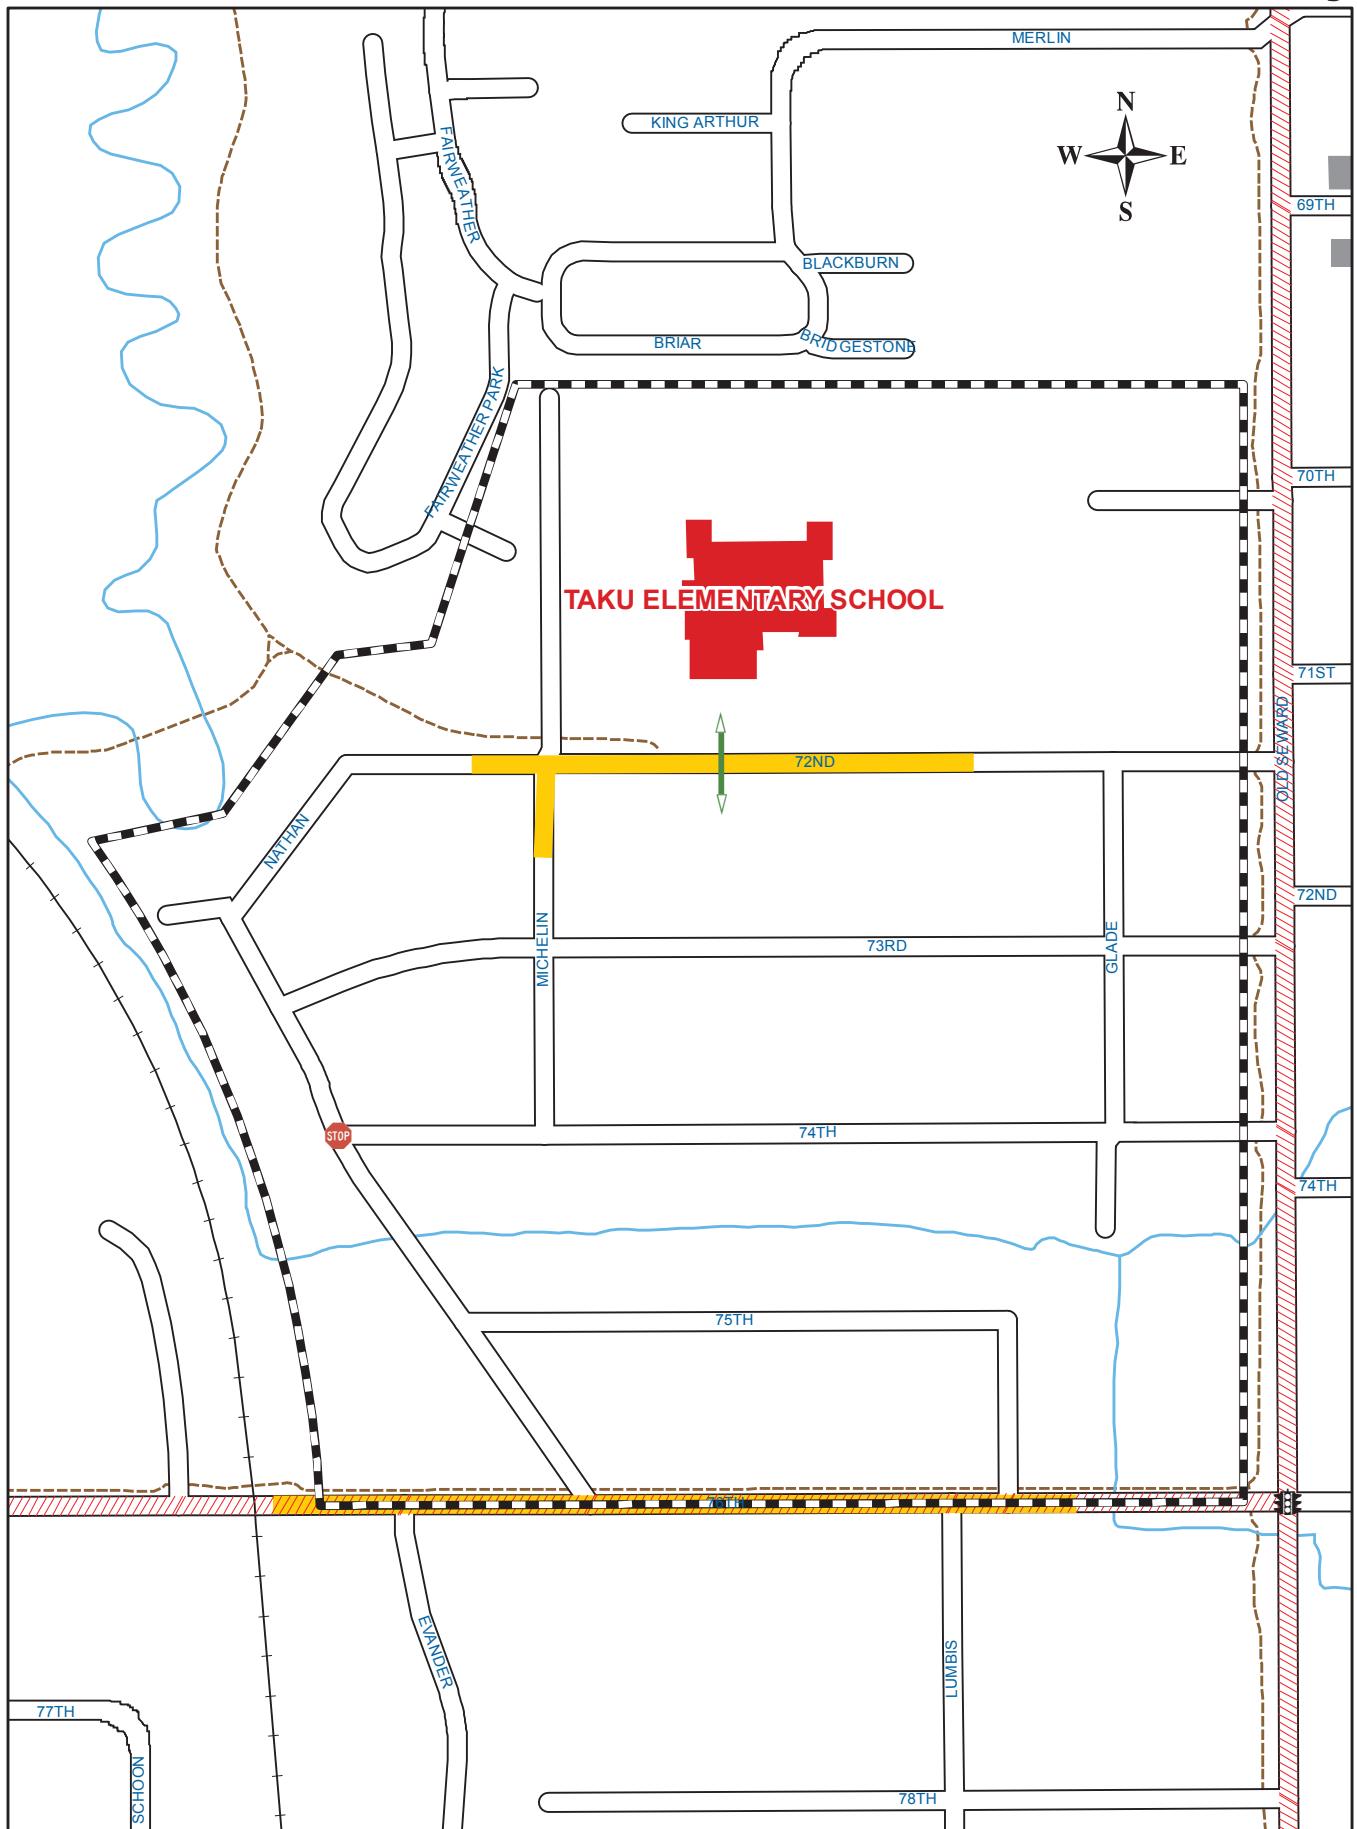 MERLIN
N
KING ARTHUR
W
E
FAIRWEATHER
69TH
S
BLACKBURN
BRIAR
BRIDGESTONE
FAIRWEATHER PARK
70TH
TAKU ELEMENTARY SCHOOL
71ST
OLD SEWARD
72ND
NATHAN
72ND
MICHELIN
73RD
GLADE
74TH
STOP
74TH
75TH
76TH
EVANDER
LUMBIS
77TH
SCHOON
78TH